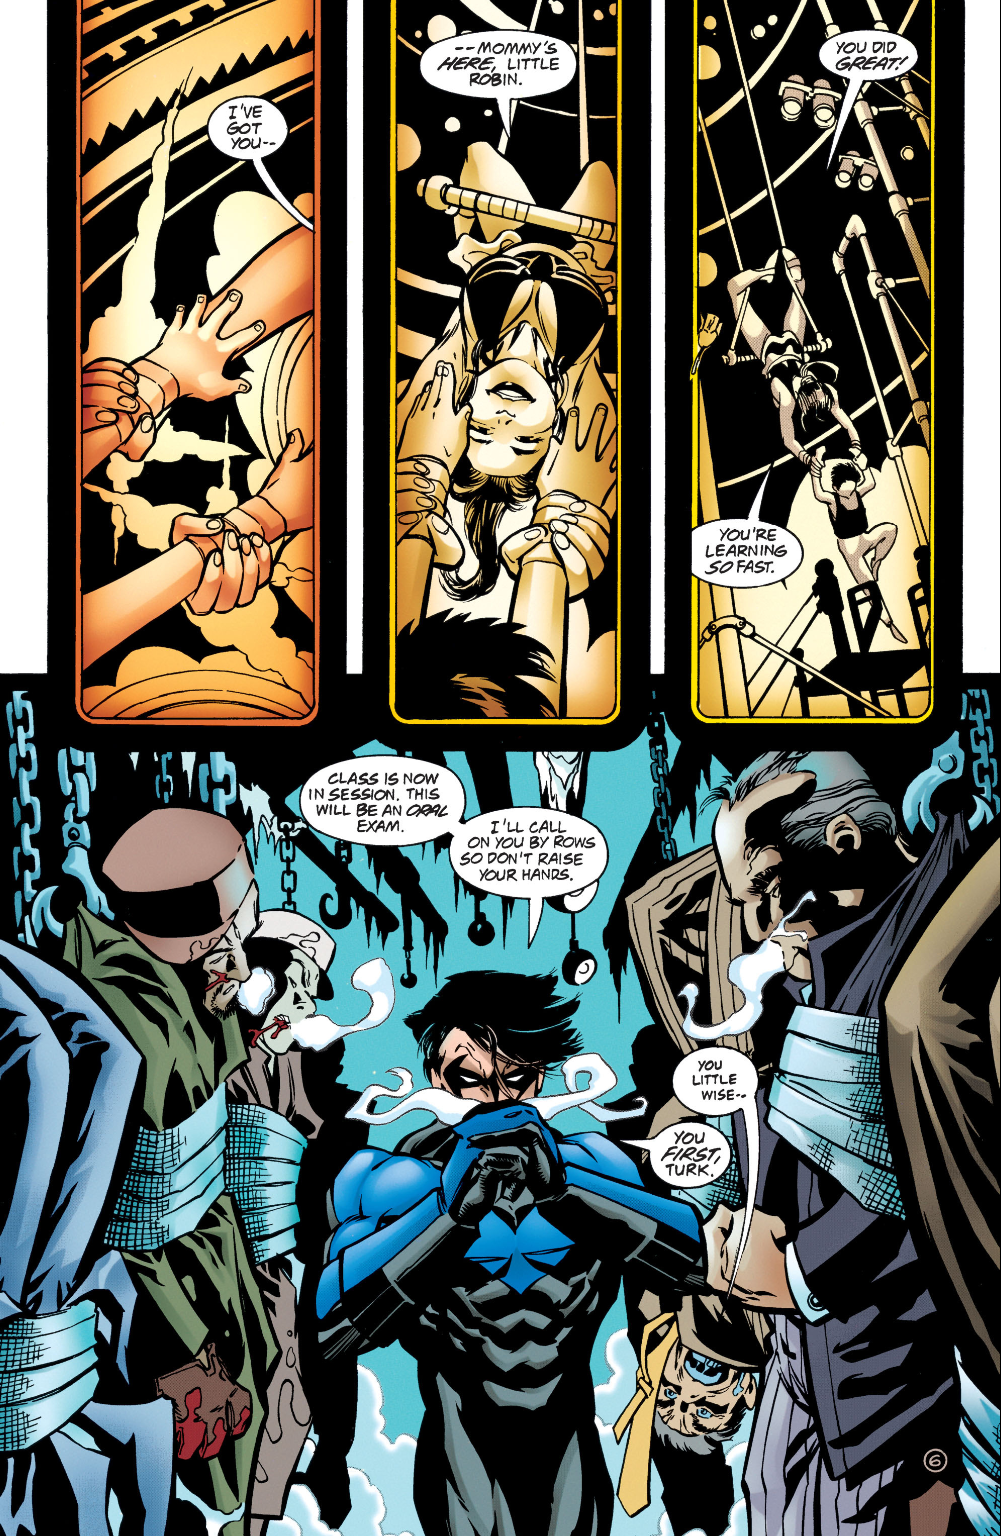 I'VE
GOT
YOU--
--MOMMY'S
HERE, LITTLE
ROBIN.
YOU DID
GREAT!
YOU'RE
LEARNING
SO FAST.
CLASS IS NOW
IN SESSION. THIS
WILL BE AN ORAL
EXAM.
I'LL CALL
ON YOU BY ROWS
SO DON'T RAISE
YOUR HANDS.
YOU
LITTLE
WISE--
YOU
FIRST,
TURK.
6